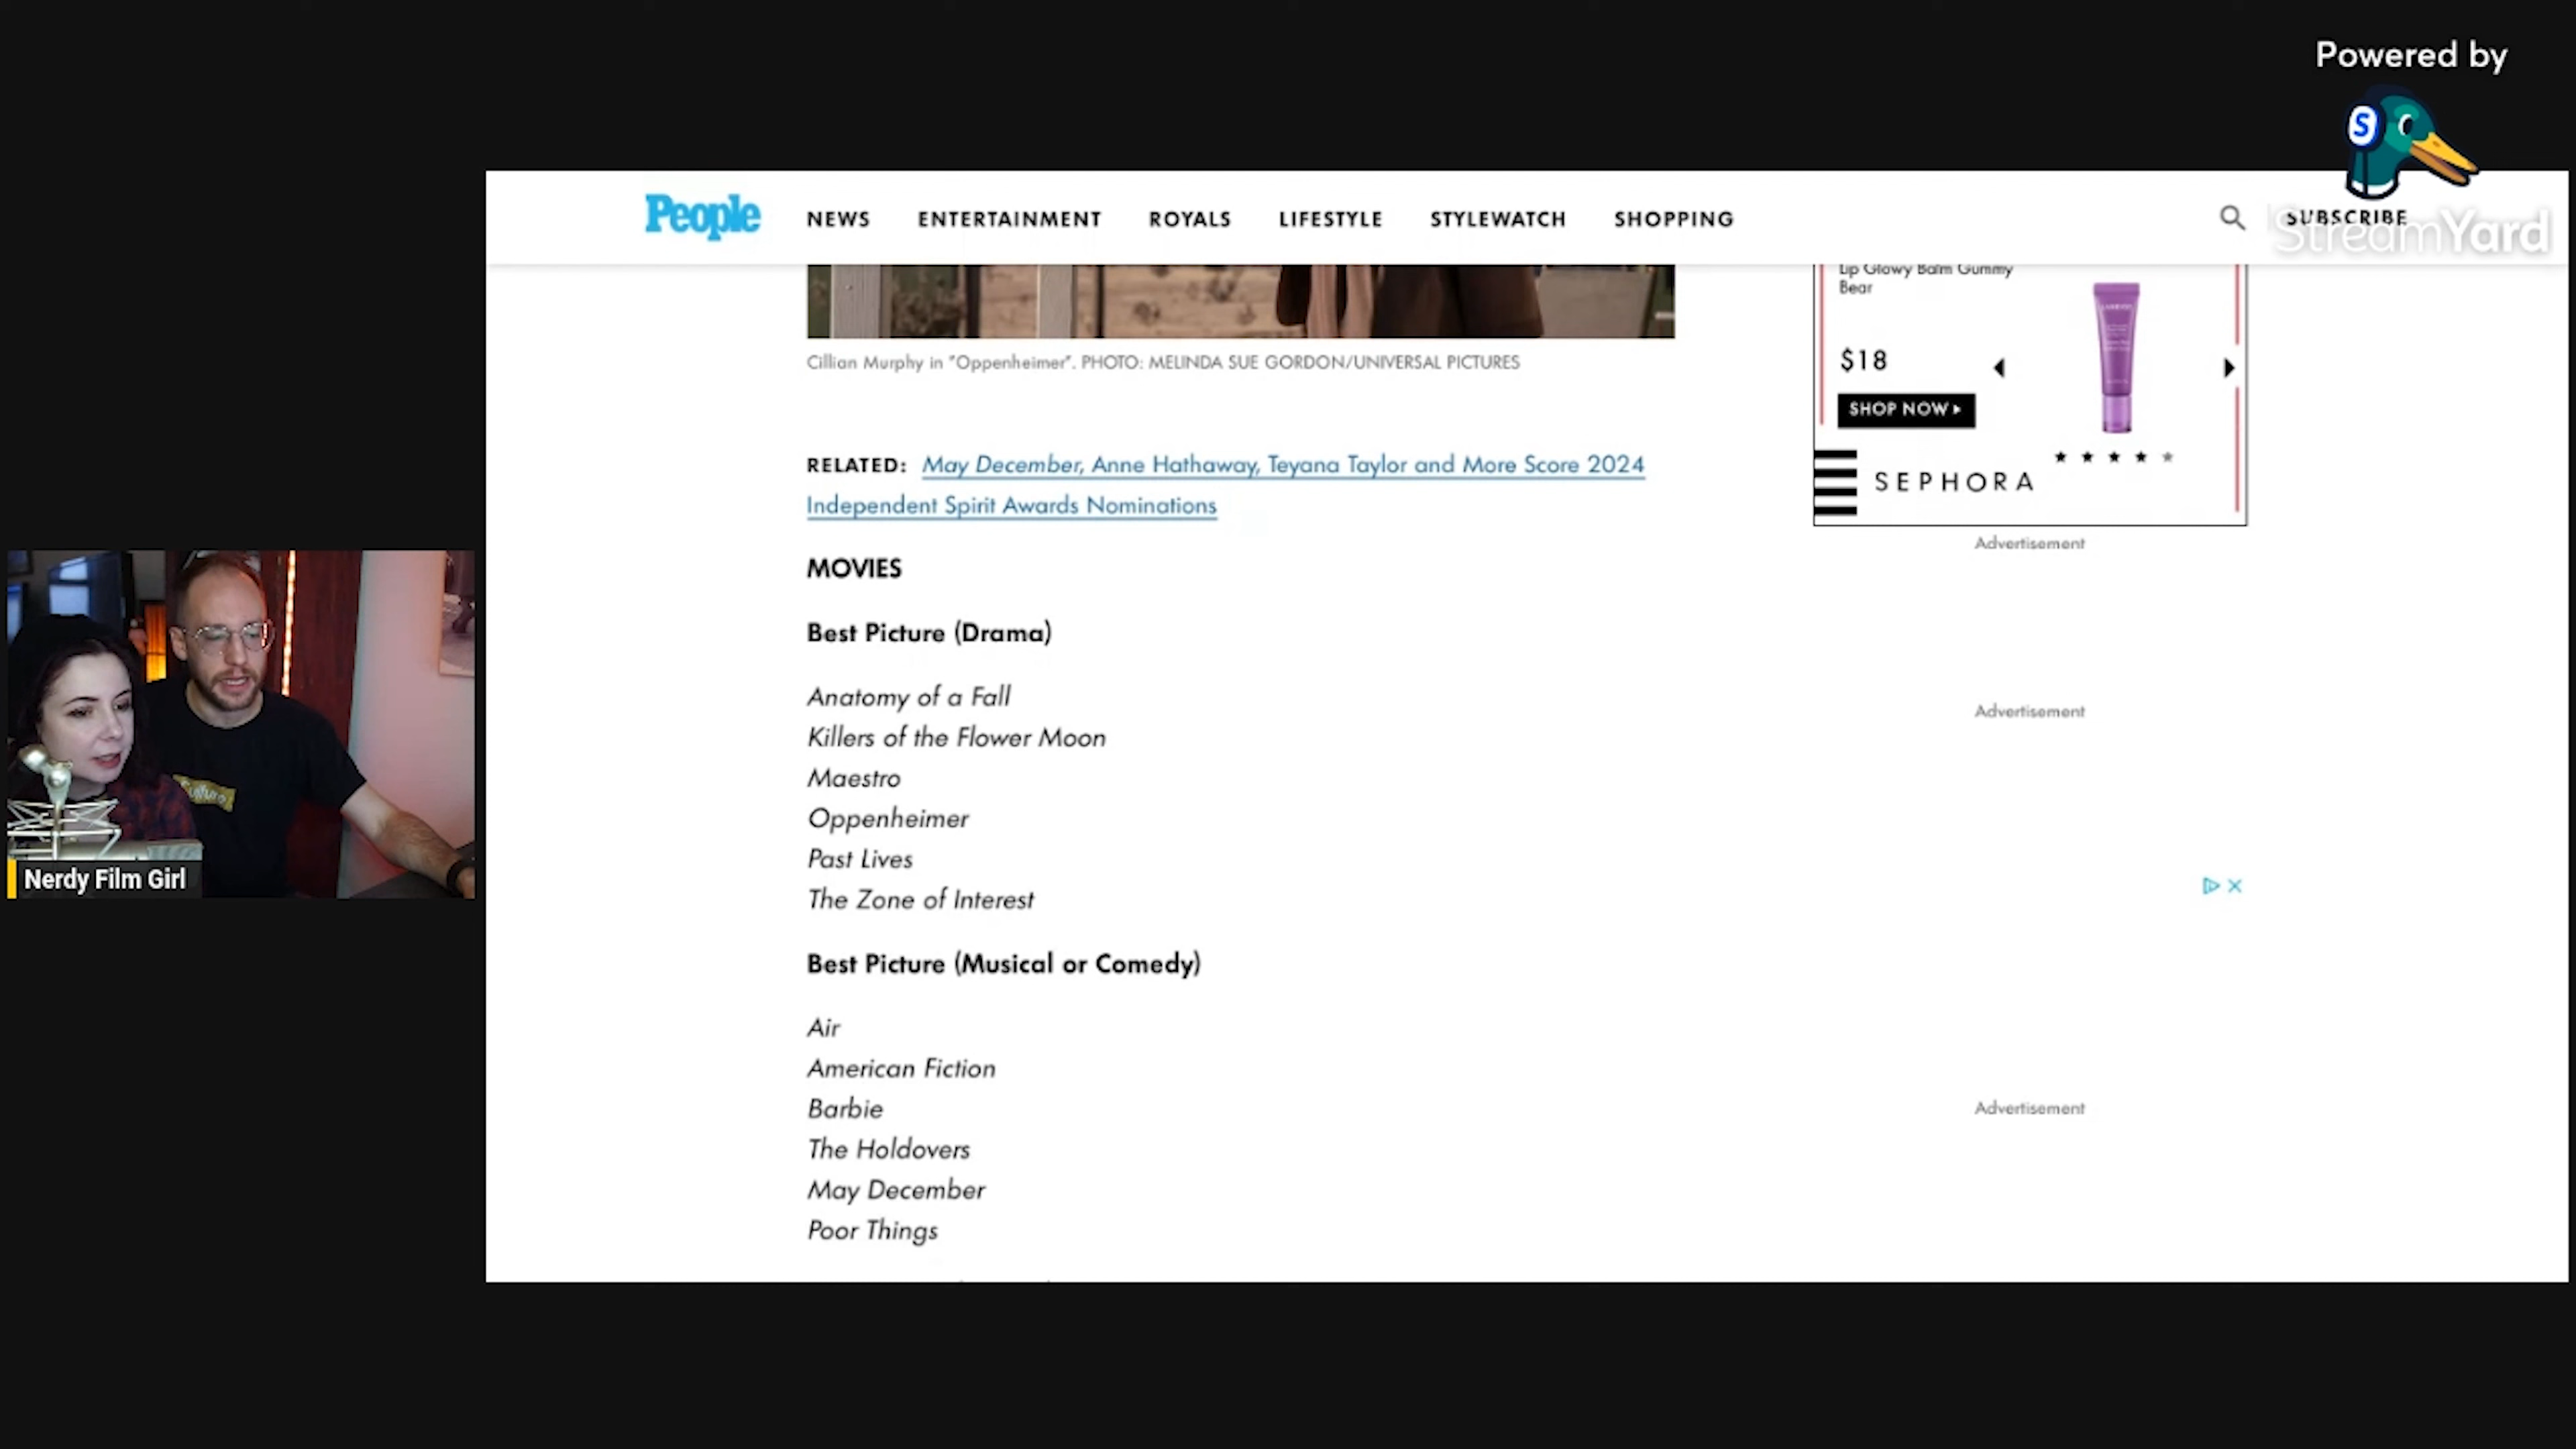 Powered by
S
StreamYard
People
NEWS ENTERTAINMENT ROYALS LIFESTYLE STYLEWATCH SHOPPING
SUBSCRIBE
Cillian Murphy in "Oppenheimer". PHOTO: MELINDA SUE GORDON/UNIVERSAL PICTURES
RELATED: May December, Anne Hathaway, Teyana Taylor and More Score 2024
Independent Spirit Awards Nominations
MOVIES
Best Picture (Drama)
Anatomy of a Fall
Killers of the Flower Moon
Maestro
Oppenheimer
Past Lives
The Zone of Interest
Best Picture (Musical or Comedy)
Air
American Fiction
Barbie
The Holdovers
May December
Poor Things
Lip Glowy Balm Gummy
Bear
$18
SHOP NOW
SEPHORA
Advertisement
Advertisement
Advertisement
Nerdy Film Girl